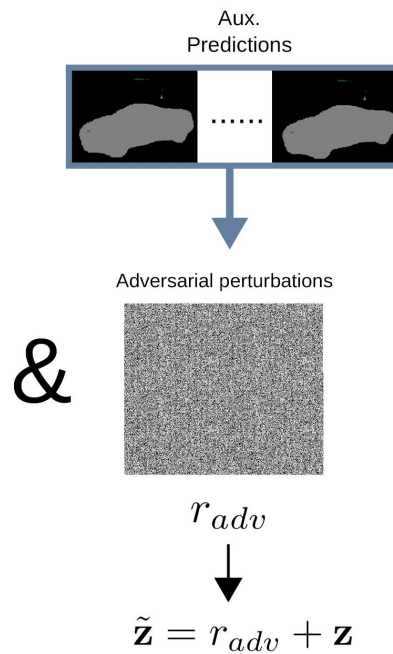 Aux.
Predictions
......
Adversarial perturbations
&
r_{adv}
z̃ = r_{adv} + z